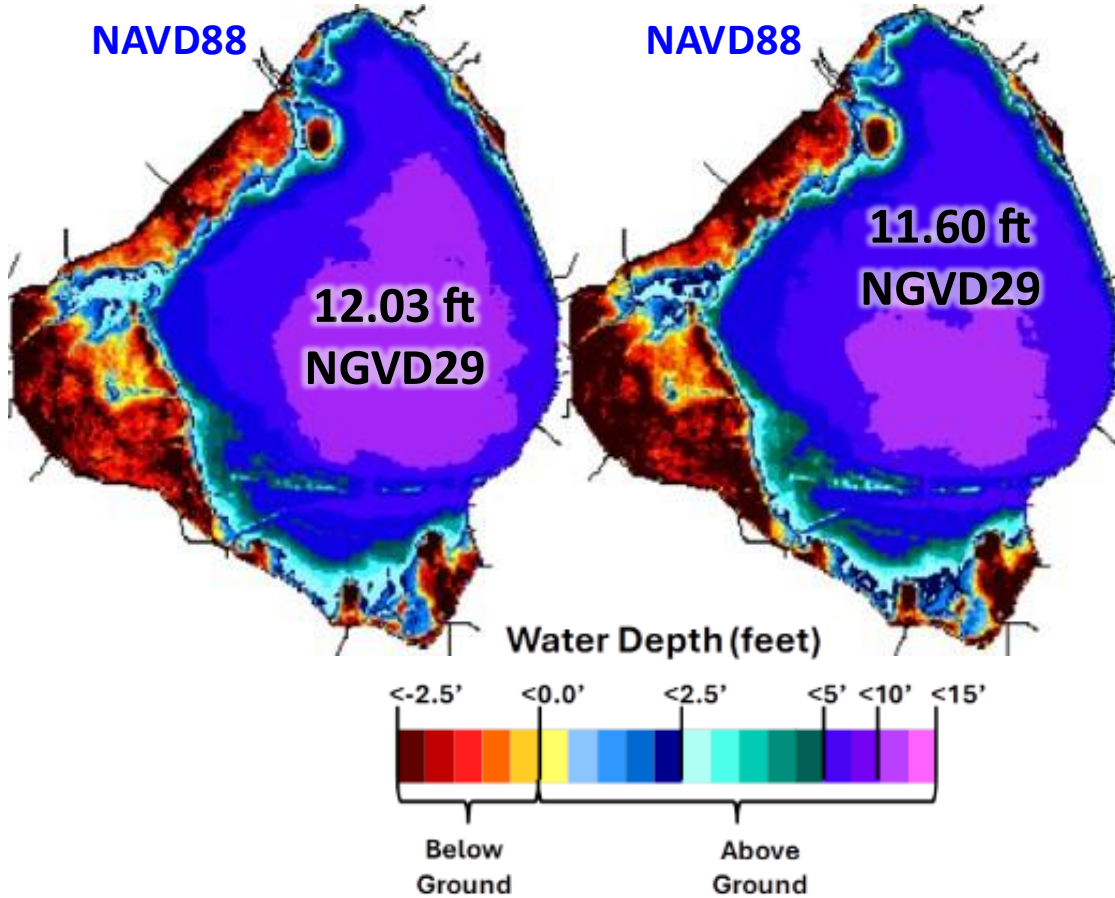 NAVD88
NAVD88
12.03 ft
NGVD29
11.60 ft
NGVD29
Water Depth (feet)
<-2.5’ <0.0’ <2.5’ <5’ <10’ <15’
Below
Ground
Above
Ground